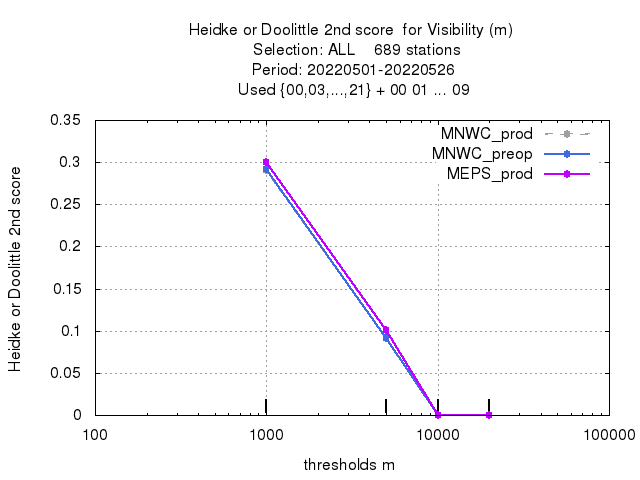 Heidke or Doolittle 2nd score  for Visibility (m)
Selection: ALL    689 stations
Period: 20220501-20220526
Used {00,03,...,21} + 00 01 ... 09
MNWC_prod
MNWC_preop
MEPS_prod
Heidke or Doolittle 2nd score
0.35
0.3
0.25
0.2
0.15
0.1
0.05
0
100 1000 10000 100000
thresholds m